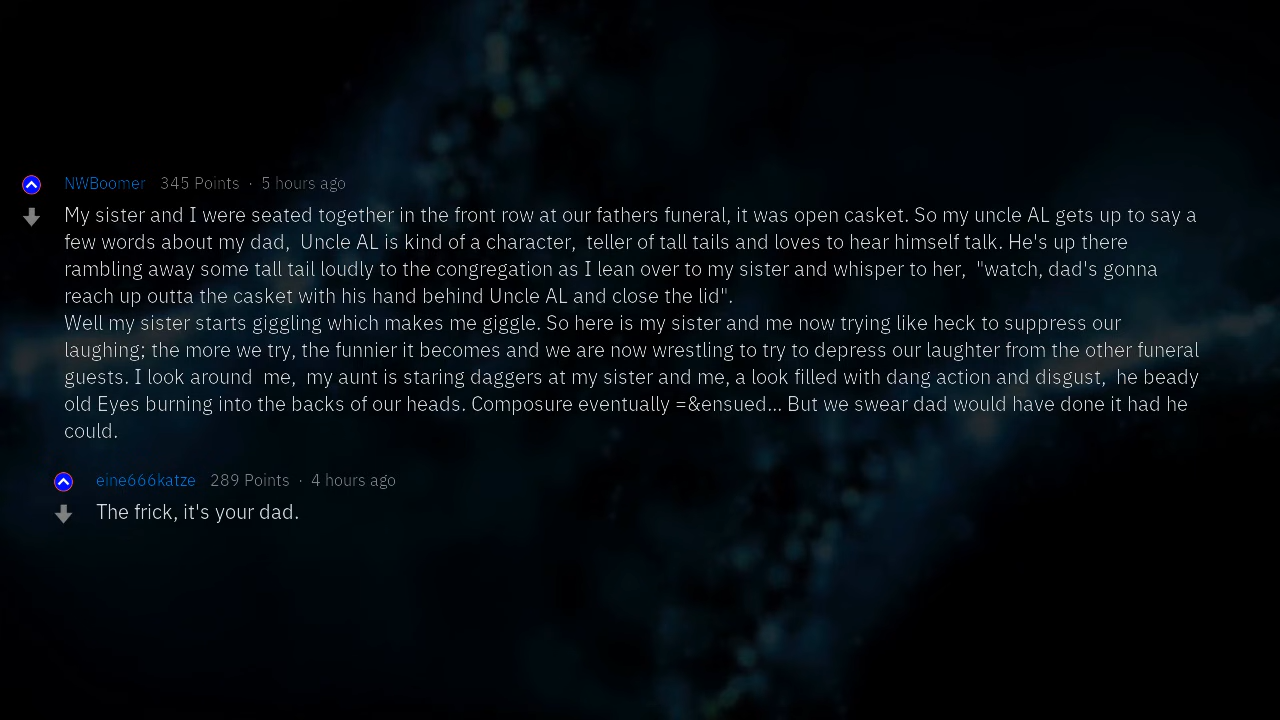 NWBoomer 345 Points · 5 hours ago
My sister and I were seated together in the front row at our fathers funeral, it was open casket. So my uncle AL gets up to say a
few words about my dad,  Uncle AL is kind of a character,  teller of tall tails and loves to hear himself talk. He's up there
rambling away some tall tail loudly to the congregation as I lean over to my sister and whisper to her,  "watch, dad's gonna
reach up outta the casket with his hand behind Uncle AL and close the lid".
Well my sister starts giggling which makes me giggle. So here is my sister and me now trying like heck to suppress our
laughing; the more we try, the funnier it becomes and we are now wrestling to try to depress our laughter from the other funeral
guests. I look around  me,  my aunt is staring daggers at my sister and me, a look filled with dang action and disgust,  he beady
old Eyes burning into the backs of our heads. Composure eventually =&ensued... But we swear dad would have done it had he
could.
eine666katze 289 Points · 4 hours ago
The frick, it's your dad.